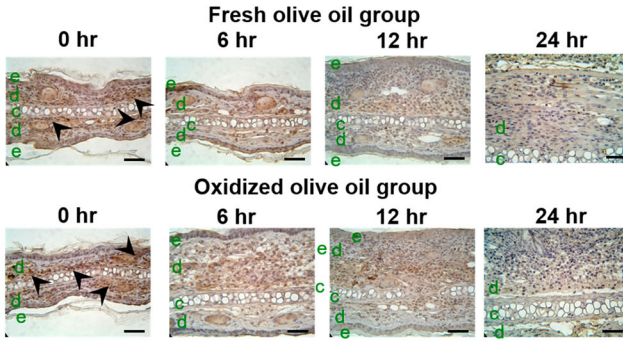 Fresh olive oil group
0 hr 6 hr 12 hr 24 hr
e e e
d d d d
c c c c
d d d
e e e
Oxidized olive oil group
0 hr 6 hr 12 hr 24 hr
e e e
d d d d
c c c c c
d d d d
e e